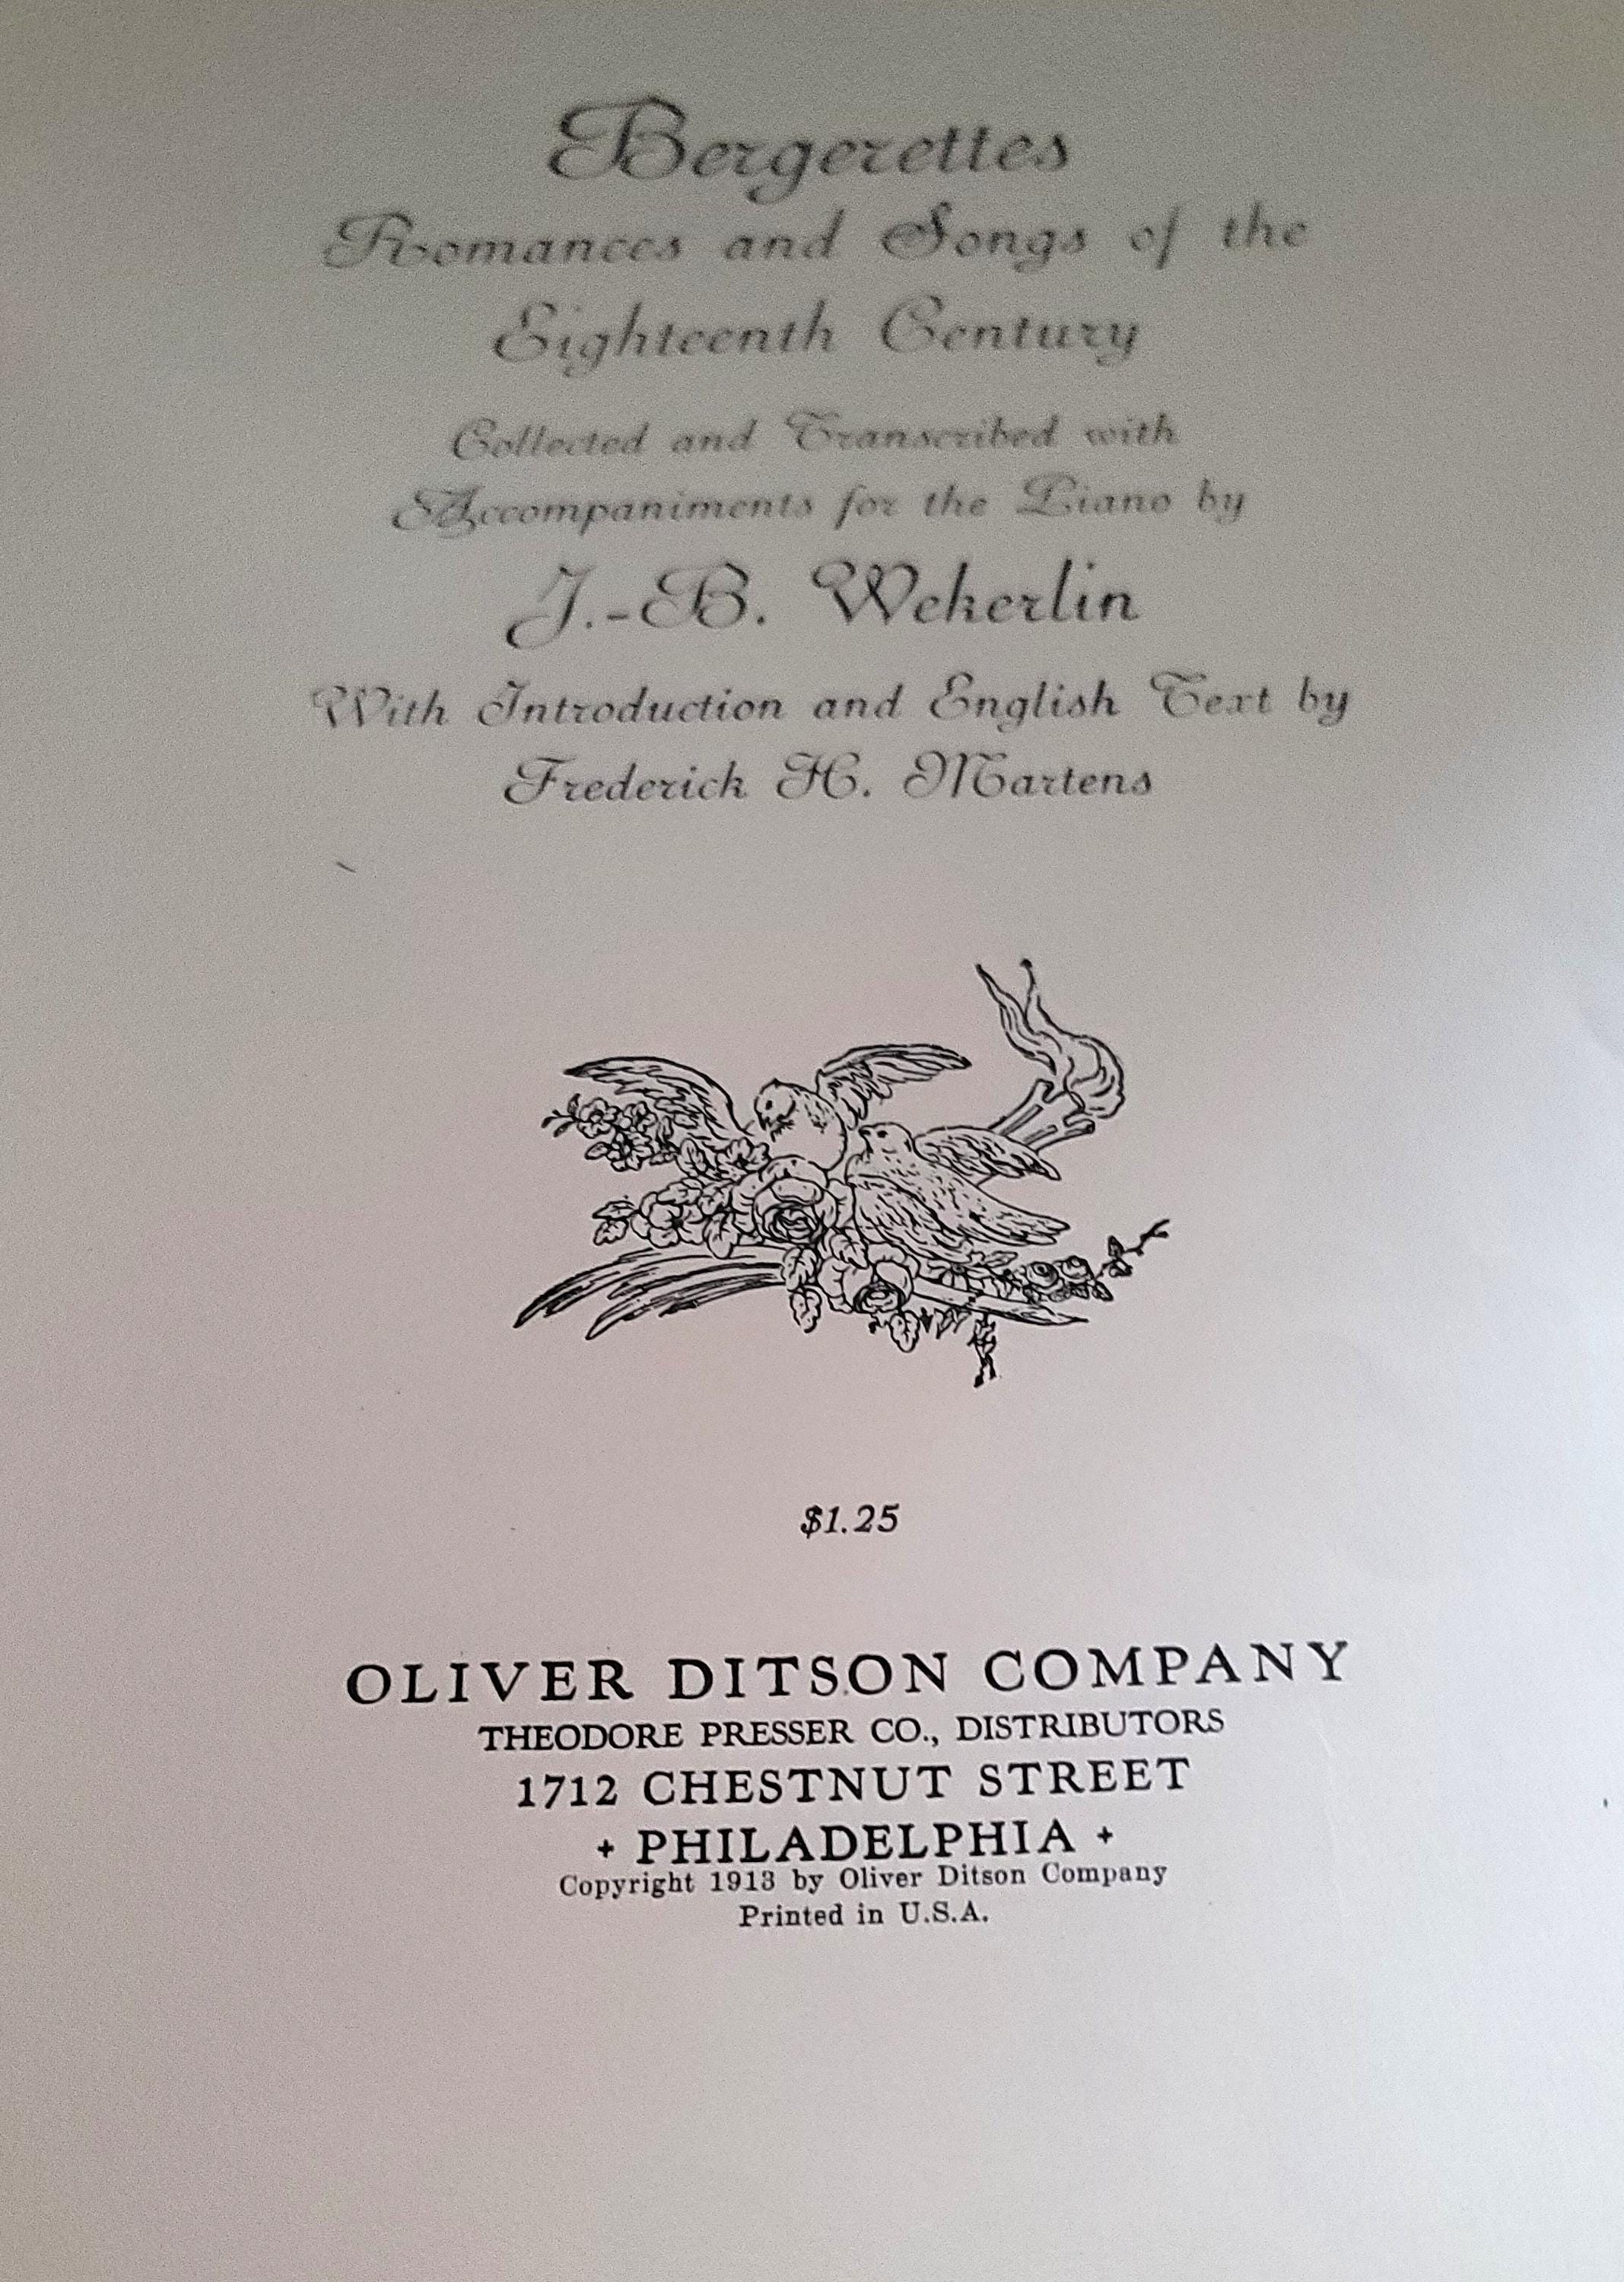 Bergerettes
Romances and Songs of the
Eighteenth Century
Collected and Transcribed with
Accompaniments for the Piano by
J.-B. Wekerlin
With Introduction and English Text by
Frederick H. Martens
$1.25
OLIVER DITSON COMPANY
THEODORE PRESSER CO., DISTRIBUTORS
1712 CHESTNUT STREET
+ PHILADELPHIA +
Copyright 1913 by Oliver Ditson Company
Printed in U.S.A.